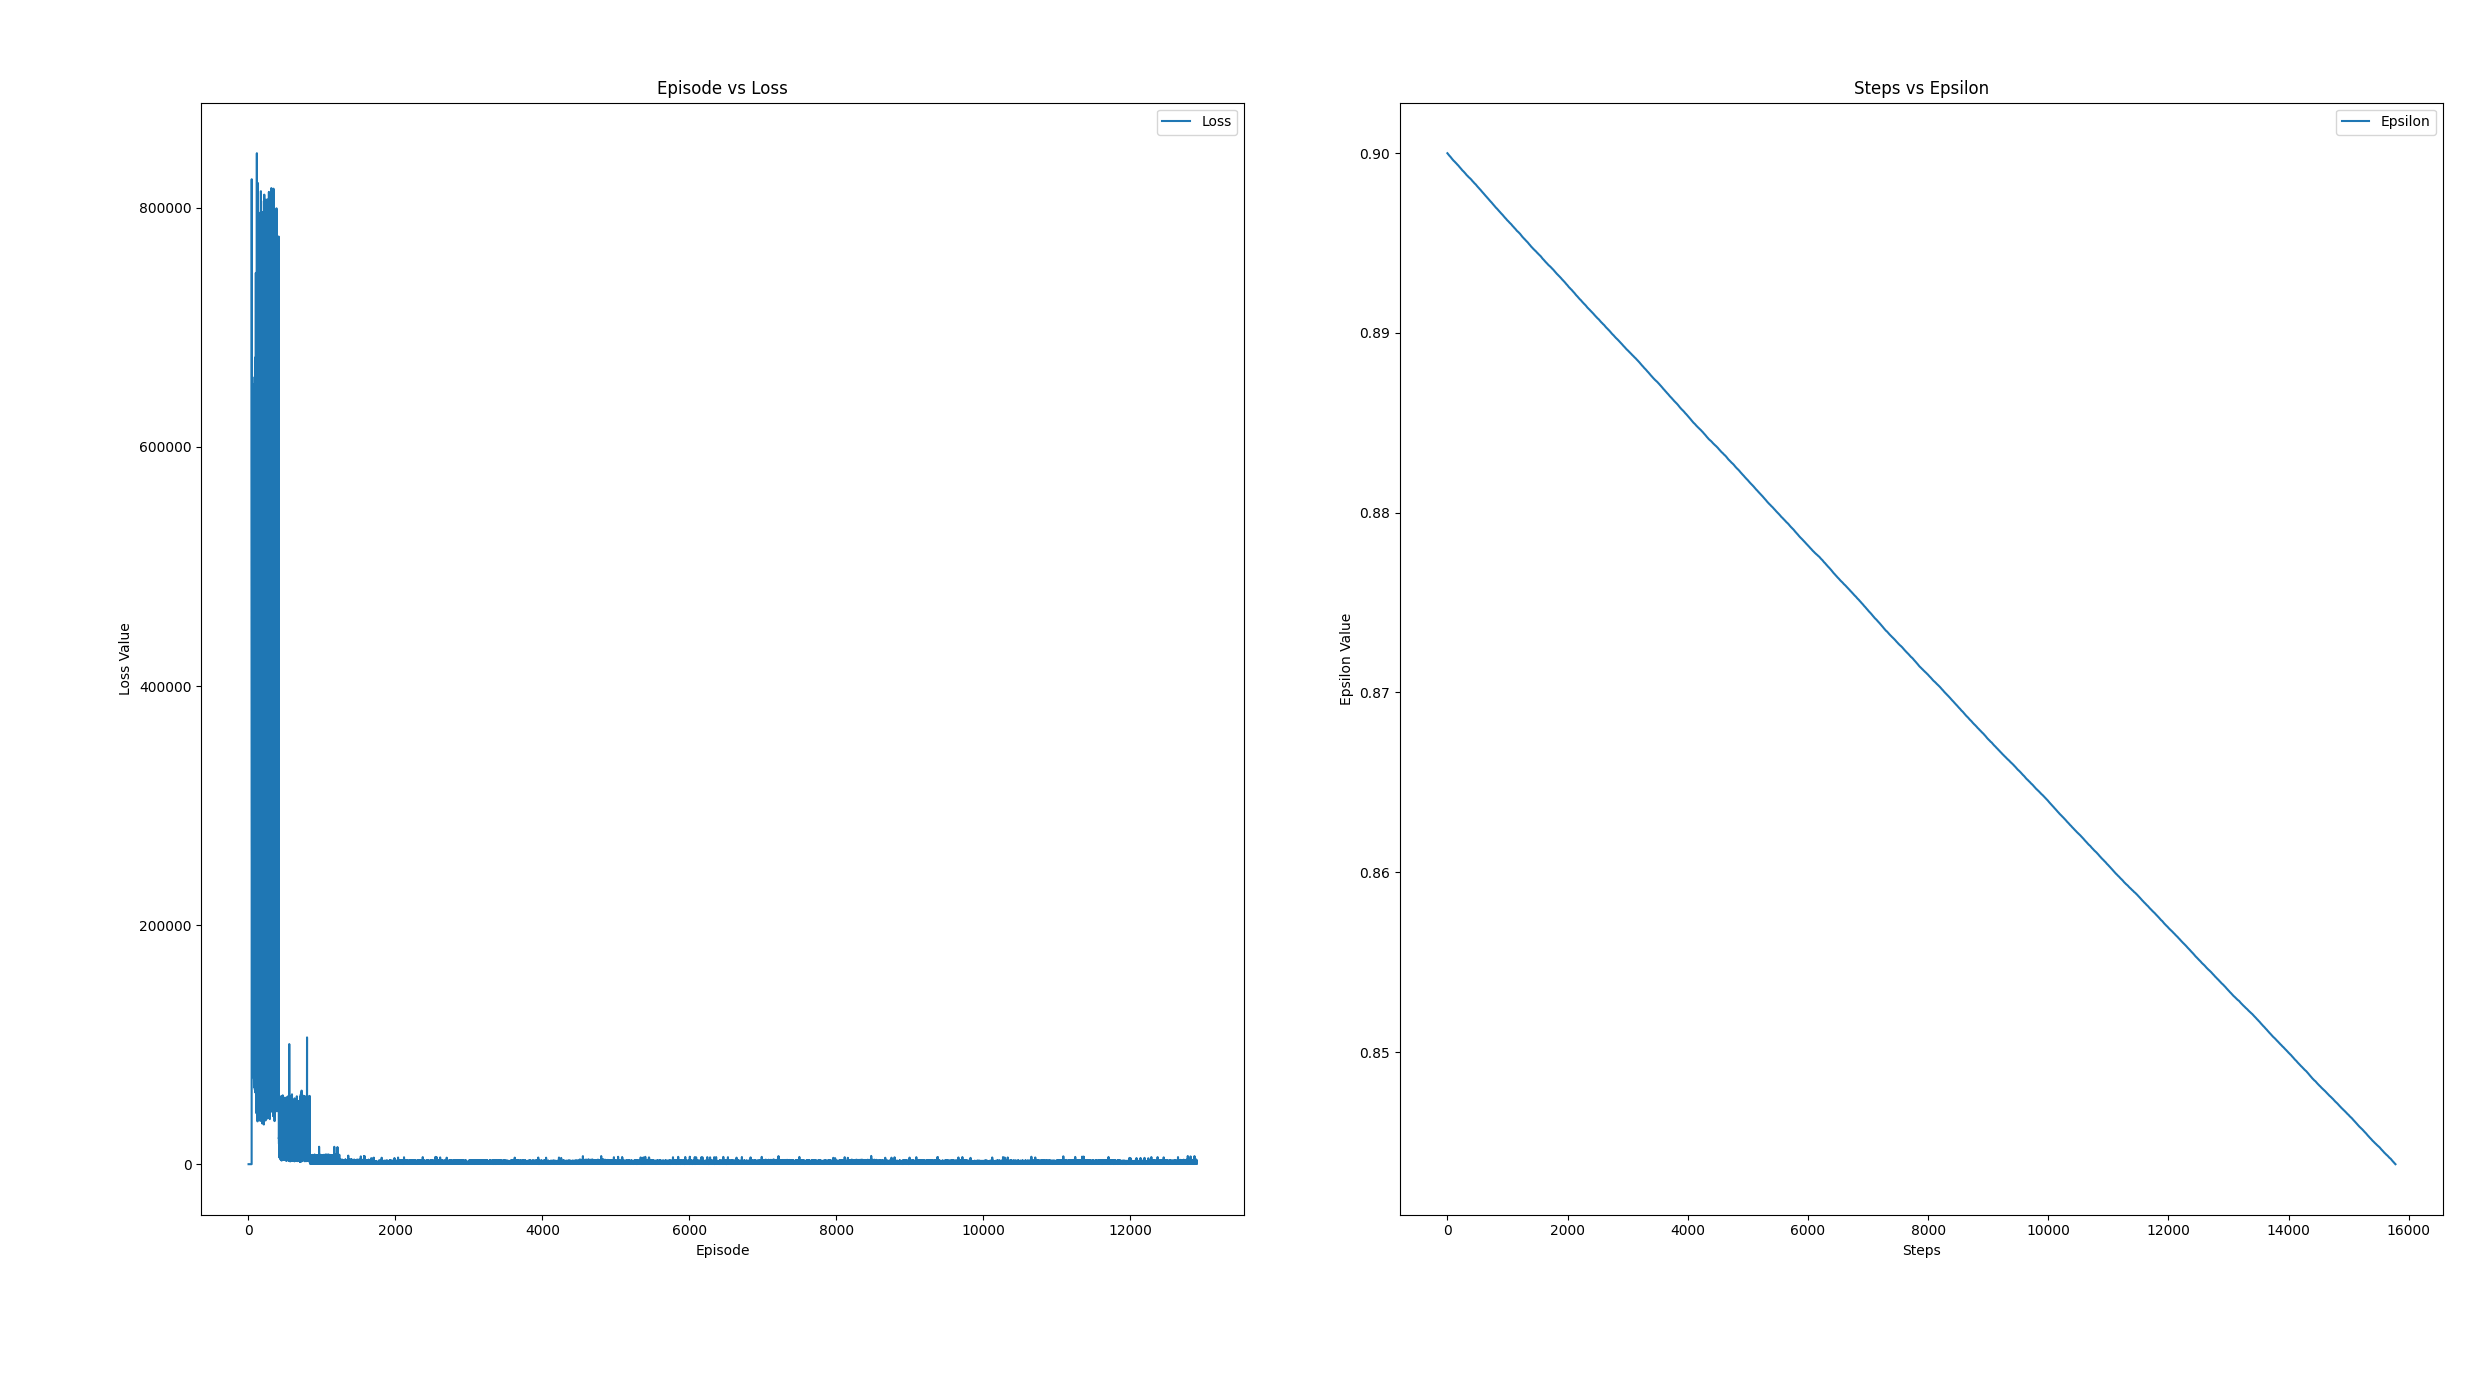 Episode vs Loss
Loss
800000
600000
400000
200000
0
Loss Value
0 2000 4000 6000 8000 10000 12000
Episode
Steps vs Epsilon
Epsilon
0.90
0.89
0.88
0.87
0.86
0.85
Epsilon Value
0 2000 4000 6000 8000 10000 12000 14000 16000
Steps